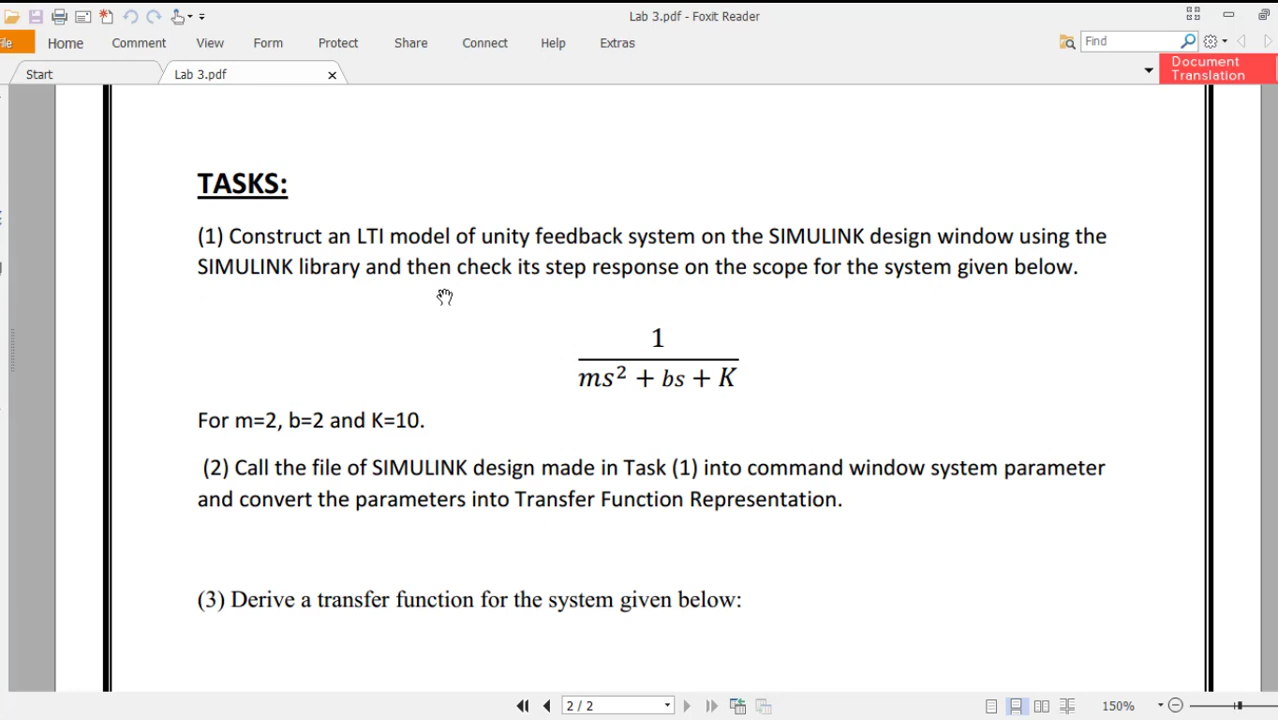 Lab 3.pdf - Foxit Reader
File Home Comment View Form Protect Share Connect Help Extras Find
Document
Translation
Start Lab 3.pdf
TASKS:
(1) Construct an LTI model of unity feedback system on the SIMULINK design window using the
SIMULINK library and then check its step response on the scope for the system given below.
1
ms² + bs + K
For m=2, b=2 and K=10.
(2) Call the file of SIMULINK design made in Task (1) into command window system parameter
and convert the parameters into Transfer Function Representation.
(3) Derive a transfer function for the system given below:
2 / 2 150%